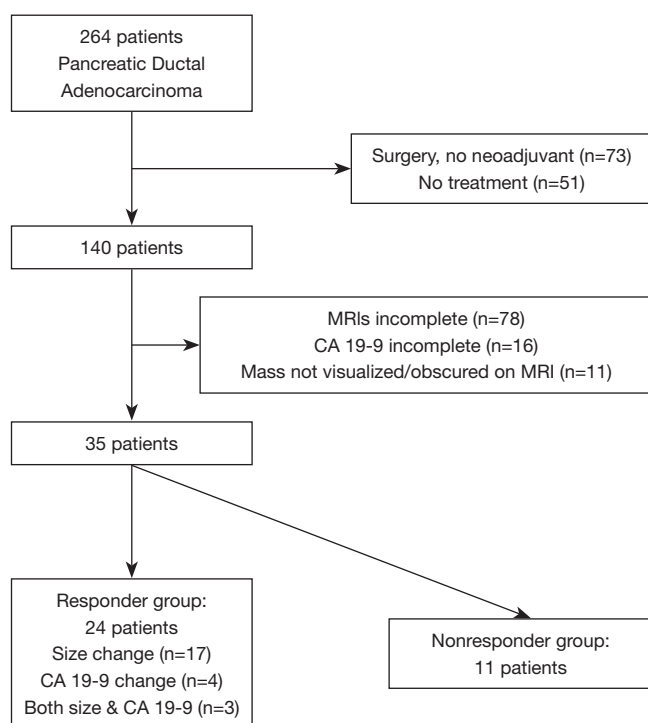 264 patients
Pancreatic Ductal
Adenocarcinoma
Surgery, no neoadjuvant (n=73)
No treatment (n=51)
140 patients
MRIs incomplete (n=78)
CA 19-9 incomplete (n=16)
Mass not visualized/obscured on MRI (n=11)
35 patients
Responder group:
24 patients
Size change (n=17)
CA 19-9 change (n=4)
Both size & CA 19-9 (n=3)
Nonresponder group:
11 patients